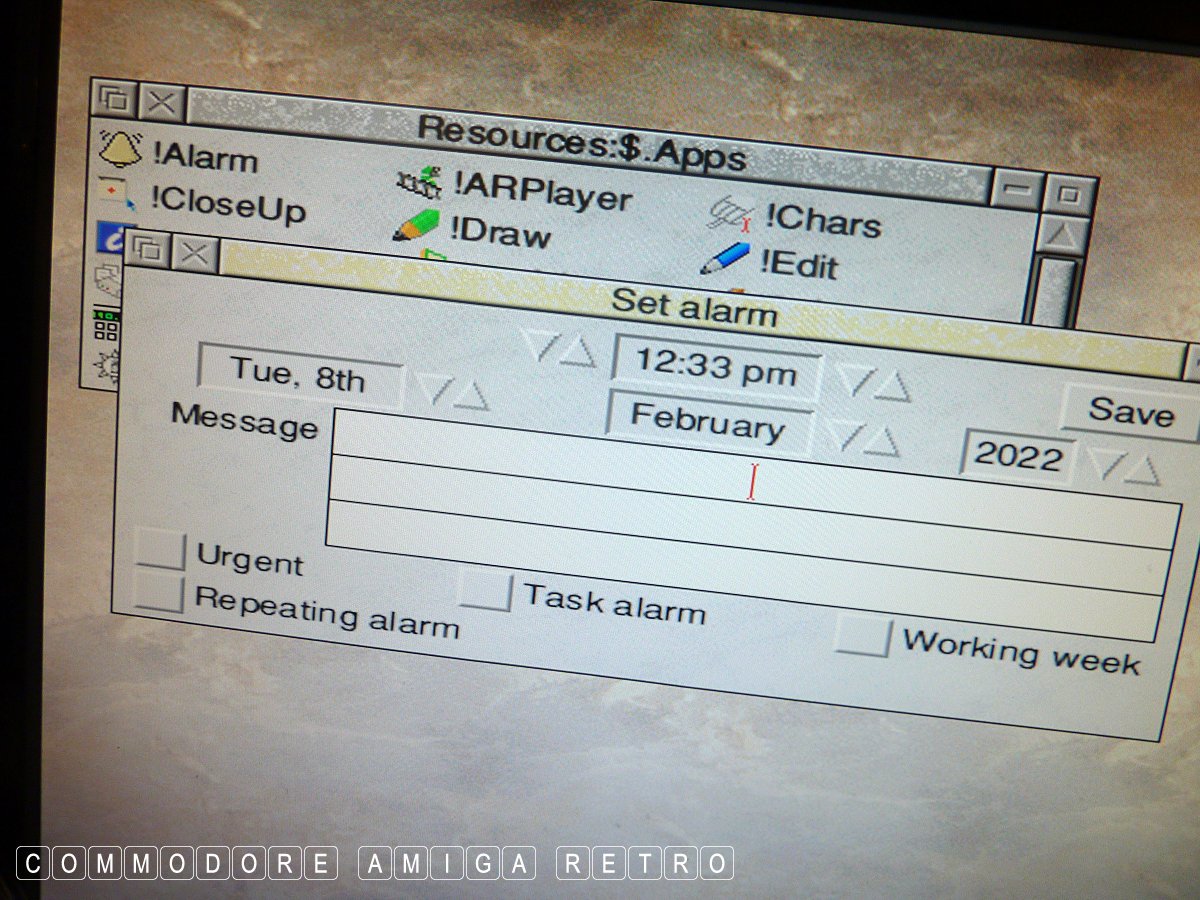 Resources:$.Apps
!Alarm
!ARPlayer
!Chars
!CloseUp
!Draw
!Edit
Set alarm
12:33 pm
Tue, 8th
February
2022
Save
Message
Urgent
Task alarm
Repeating alarm
Working week
COMMODORE AMIGA RETRO